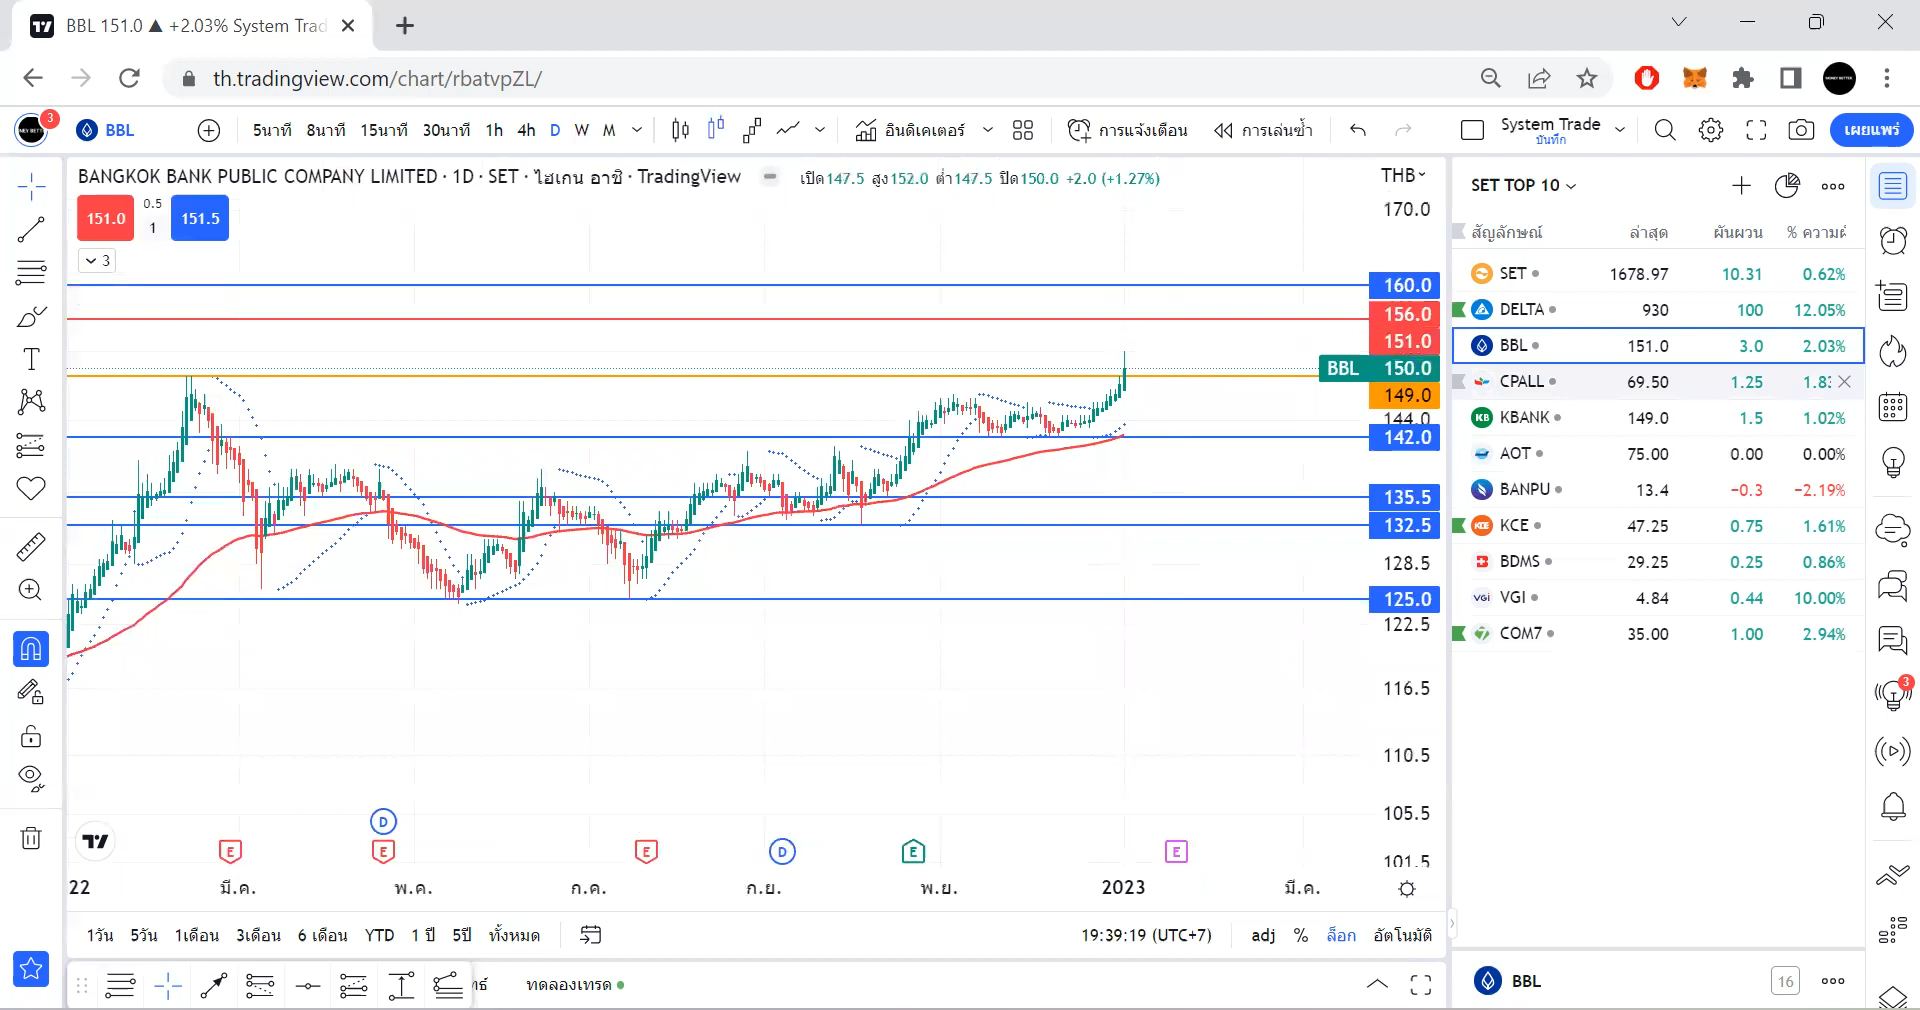 BBL 151.0 ▲ +2.03% System Trad
th.tradingview.com/chart/rbatvpZL/
3
BBL
5นาที 8นาที 15นาที 30นาที 1h 4h D W M
อินดิเคเตอร์
การแจ้งเตือน
การเล่นซ้ำ
System Trade
บันทึก
เผยแพร่
BANGKOK BANK PUBLIC COMPANY LIMITED · 1D · SET · ไฮเกน อาชิ · TradingView
เปิด147.5 สูง152.0 ต่ำ147.5 ปิด150.0 +2.0 (+1.27%)
151.0
0.5
1
151.5
3
THB
170.0
160.0
156.0
151.0
BBL 150.0
149.0
144.0
142.0
135.5
132.5
128.5
125.0
122.5
116.5
110.5
105.5
101.5
D
E
E
E
D
E
E
22 มี.ค. พ.ค. ก.ค. ก.ย. พ.ย. 2023 มี.ค.
1วัน 5วัน 1เดือน 3เดือน 6 เดือน YTD 1 ปี 5ปี ทั้งหมด
19:39:19 (UTC+7)
adj % ล็อก อัตโนมัติ
ทดลองเทรด
SET TOP 10
สัญลักษณ์ ล่าสุด ผันผวน
SET 1678.97 10.31 0.62%
DELTA 930 100 12.05%
BBL 151.0 3.0 2.03%
CPALL 69.50 1.25 1.8
KB KBANK 149.0 1.5 1.02%
AOT 75.00 0.00 0.00%
BANPU 13.4 −0.3 −2.19%
KCE KCE 47.25 0.75 1.61%
BDMS 29.25 0.25 0.86%
VGI VGI 4.84 0.44 10.00%
COM7 35.00 1.00 2.94%
3
BBL
16